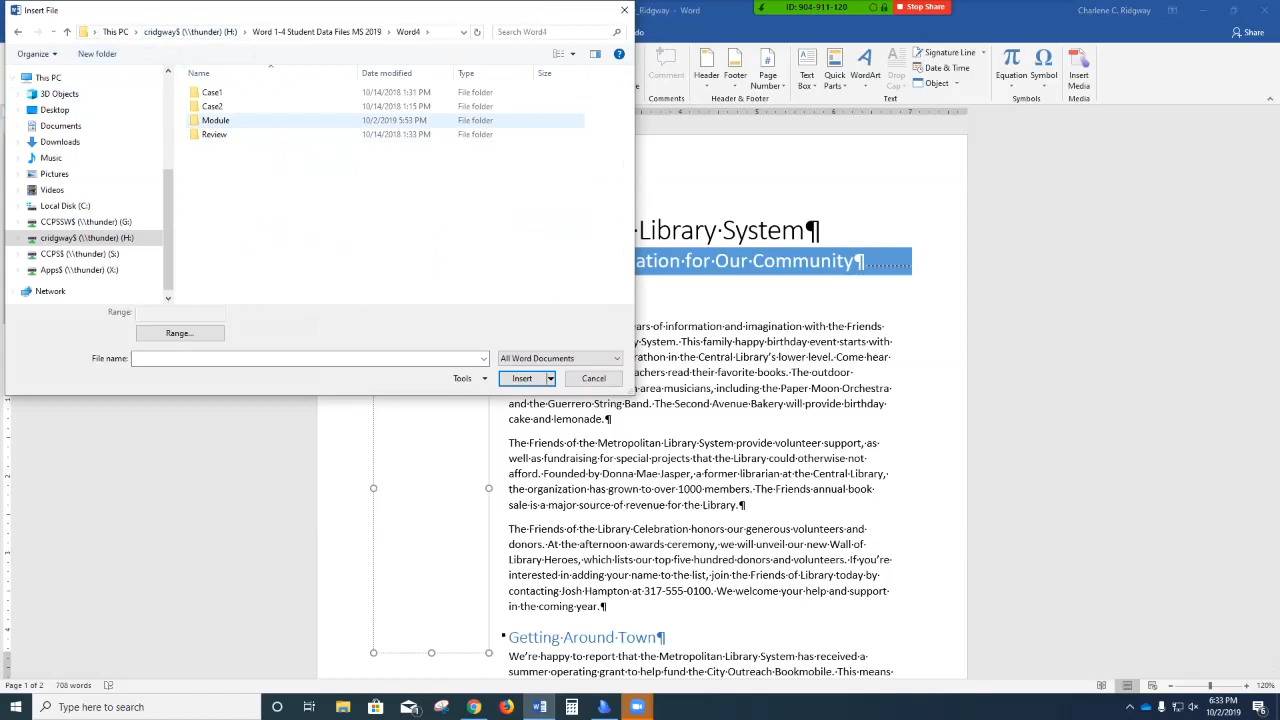 Insert File
_Ridgway - Word
ID: 904-911-120
Stop Share
Charlene C. Ridgway
This PC
cridgway$ (\\thunder) (H:)
Word 1-4 Student Data Files MS 2019
Word4
Search Word4
do
Share
Organize
New folder
Comment
Header
Footer
Page Number
Text Box
Quick Parts
WordArt
Drop Cap
Signature Line
Date & Time
Object
Equation
Symbol
Insert Media
Comments
Header & Footer
Text
Symbols
Media
Name
Date modified
Type
Size
This PC
3D Objects
Desktop
Documents
Downloads
Music
Pictures
Videos
Local Disk (C:)
CCPSSW$ (\\thunder) (G:)
cridgway$ (\\thunder) (H:)
CCPS$ (\\thunder) (S:)
Apps$ (\\thunder) (X:)
Network
Case1 10/14/2018 1:31 PM File folder
Case2 10/14/2018 1:15 PM File folder
Module 10/2/2019 5:53 PM File folder
Review 10/14/2018 1:33 PM File folder
Range:
Range...
File name:
All Word Documents
Tools
Insert
Cancel
4 5 6 7
·Library·System¶
ation·for·Our·Community¶
ars·of·information·and·imagination·with·the·Friends·
y·System.·This·family·happy·birthday·event·starts·with·
athon·in·the·Central·Library's·lower·level.·Come·hear·
achers·read·their·favorite·books.·The·outdoor·
n·area·musicians,·including·the·Paper·Moon·Orchestra·
and·the·Guerrero·String·Band.·The·Second·Avenue·Bakery·will·provide·birthday·
cake·and·lemonade.¶
The·Friends·of·the·Metropolitan·Library·System·provide·volunteer·support,·as·
well·as·fundraising·for·special·projects·that·the·Library·could·otherwise·not·
afford.·Founded·by·Donna·Mae·Jasper,·a·former·librarian·at·the·Central·Library,·
the·organization·has·grown·to·over·1000·members.·The·Friends·annual·book·
sale·is·a·major·source·of·revenue·for·the·Library.¶
The·Friends·of·the·Library·Celebration·honors·our·generous·volunteers·and·
donors.·At·the·afternoon·awards·ceremony,·we·will·unveil·our·new·Wall·of·
Library·Heroes,·which·lists·our·top·five·hundred·donors·and·volunteers.·If·you're·
interested·in·adding·your·name·to·the·list,·join·the·Friends·of·Library·today·by·
contacting·Josh·Hampton·at·317-555-0100.·We·welcome·your·help·and·support·
in·the·coming·year.¶
Getting·Around·Town¶
We're·happy·to·report·that·the·Metropolitan·Library·System·has·received·a·
summer·operating·grant·to·help·fund·the·City·Outreach·Bookmobile.·This·means·
Page 1 of 2
708 words
120%
Type here to search
6:33 PM
10/2/2019